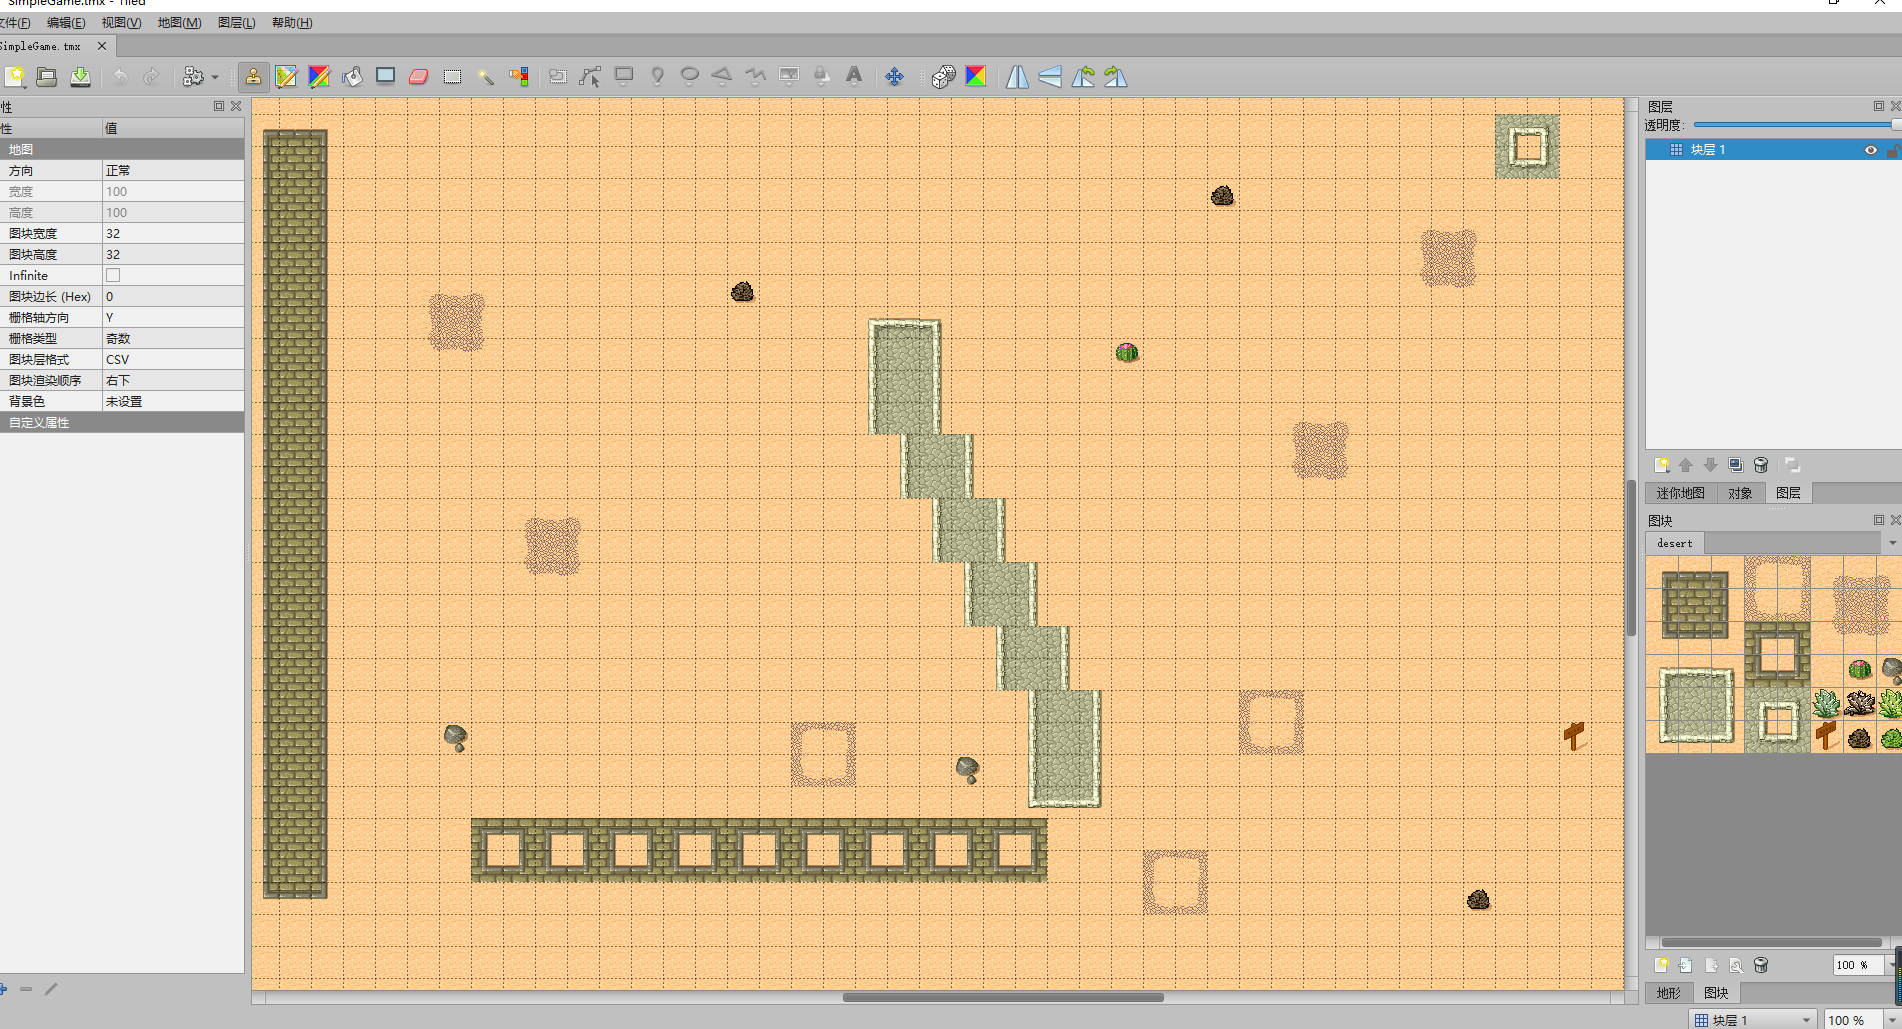 SimpleGame.tmx - Tiled
文件(F) 编辑(E) 视图(V) 地图(M) 图层(L) 帮助(H)
SimpleGame.tmx
性
性 值
地图
方向 正常
宽度 100
高度 100
图块宽度 32
图块高度 32
Infinite
图块边长 (Hex) 0
栅格轴方向 Y
栅格类型 奇数
图块层格式 CSV
图块渲染顺序 右下
背景色 未设置
自定义属性
图层
透明度:
块层 1
迷你地图 对象 图层
图块
desert
100 %
地形 图块
块层 1 100 %